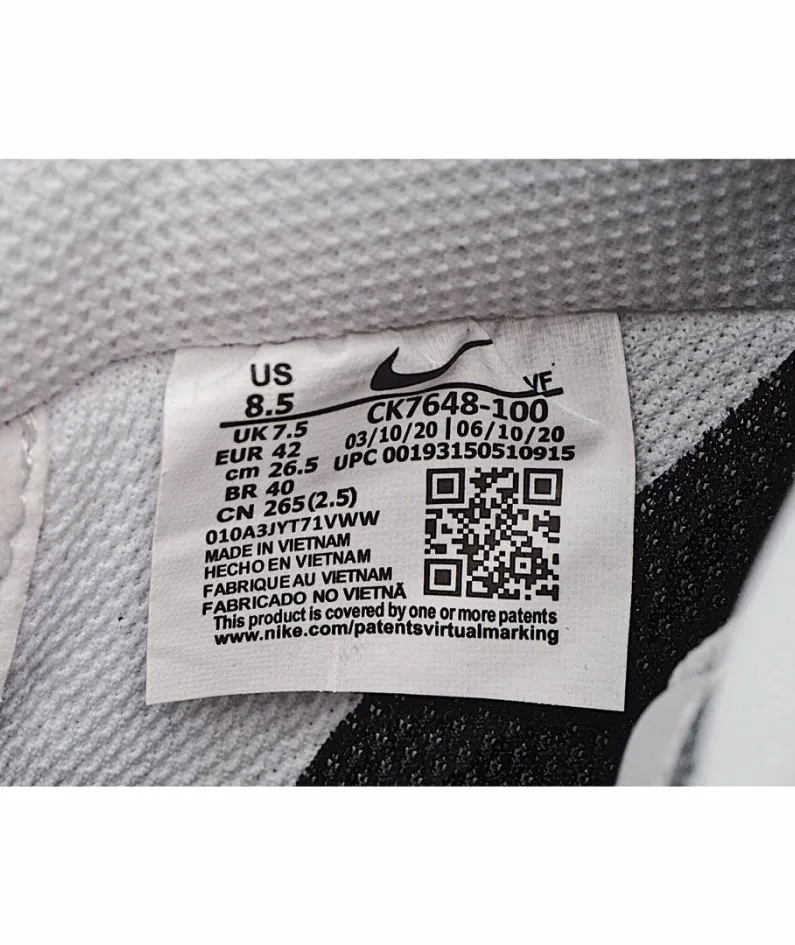 US
8.5
VF
CK7648-100
UK 7.5
03/10/20 | 06/10/20
EUR 42
UPC 00193150510915
cm 26.5
BR 40
CN 265(2.5)
010A3JYT71VWW
MADE IN VIETNAM
HECHO EN VIETNAM
FABRIQUE AU VIETNAM
FABRICADO NO VIETNÃ
This product is covered by one or more patents
www.nike.com/patentsvirtualmarking